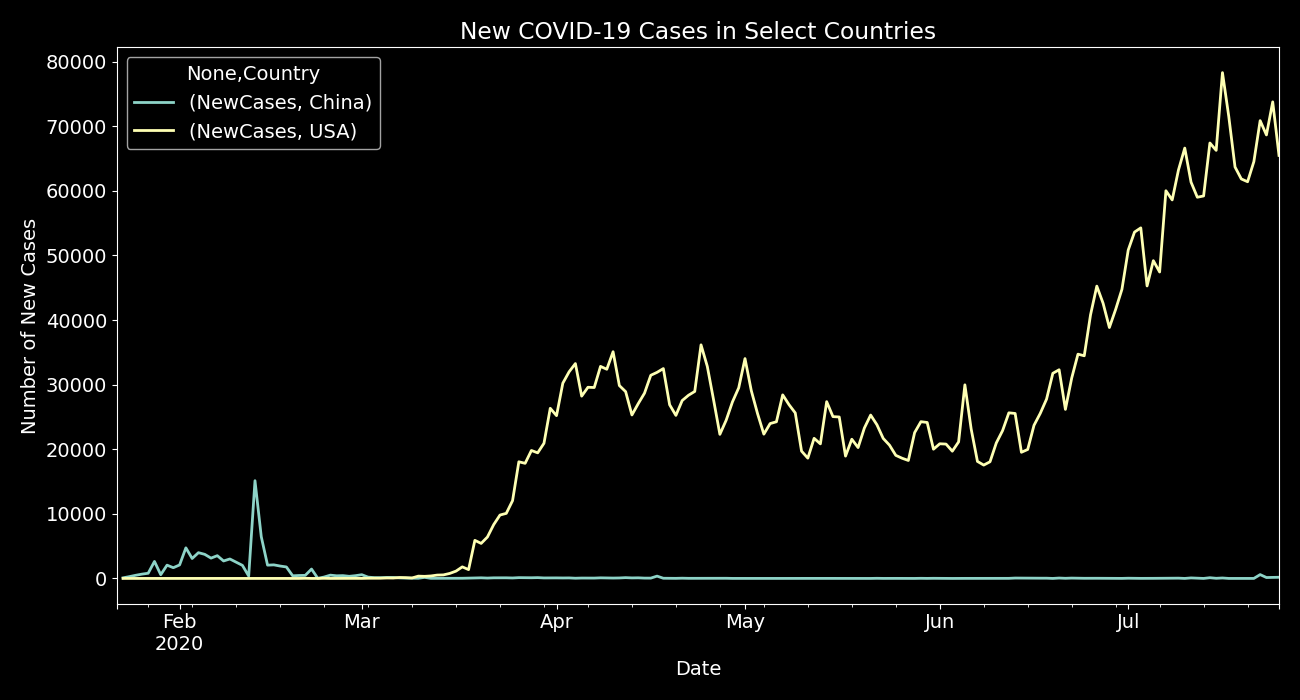 New COVID-19 Cases in Select Countries
None,Country
(NewCases, China)
(NewCases, USA)
Number of New Cases
80000
70000
60000
50000
40000
30000
20000
10000
0
Feb
2020
Mar
Apr
May
Jun
Jul
Date